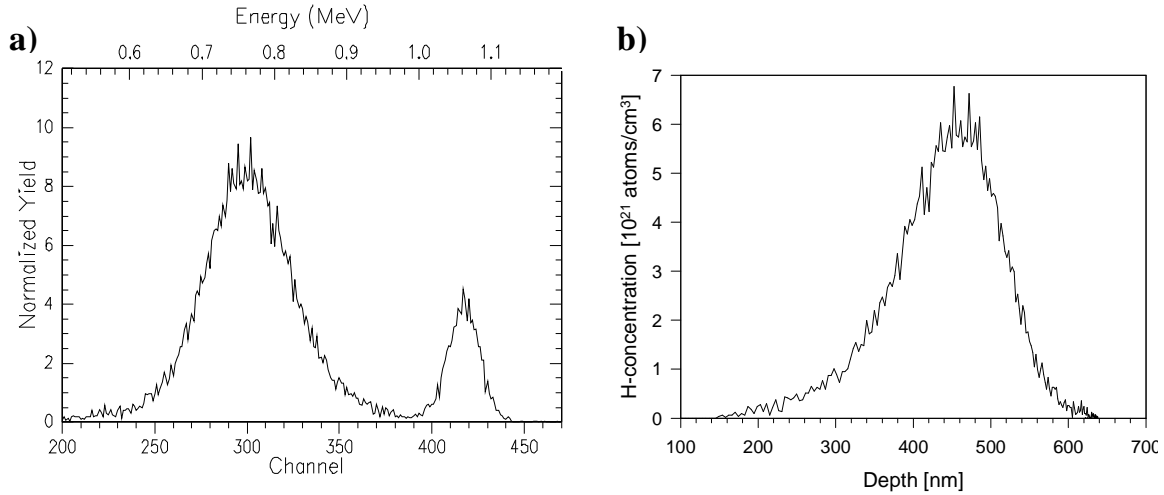 a)
Energy (MeV)
0.6 0.7 0.8 0.9 1.0 1.1
12
10
8
6
4
2
0
Normalized Yield
200 250 300 350 400 450
Channel
b)
7
6
5
4
3
2
1
0
H-concentration [10²¹ atoms/cm³]
100 200 300 400 500 600 700
Depth [nm]